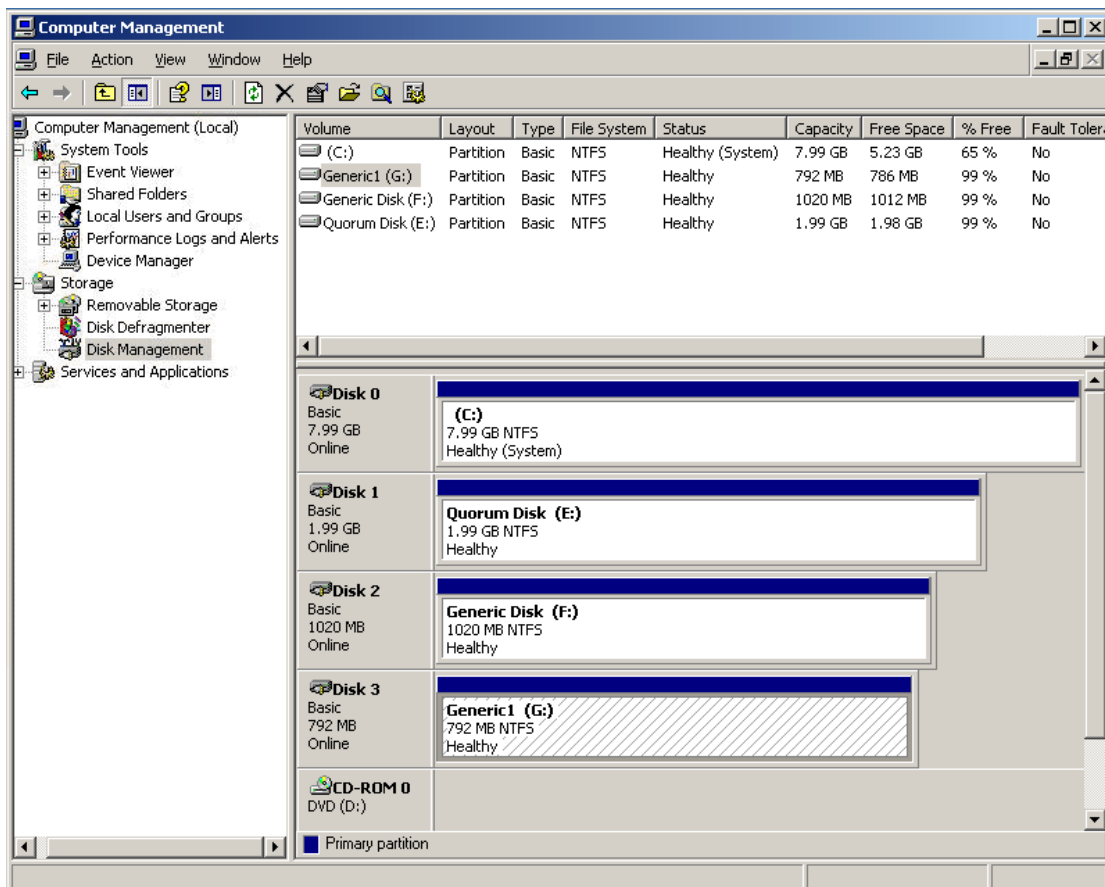 Computer Management
File Action View Window Help
Computer Management (Local)
System Tools
Event Viewer
Shared Folders
Local Users and Groups
Performance Logs and Alerts
Device Manager
Storage
Removable Storage
Disk Defragmenter
Disk Management
Services and Applications
Volume Layout Type File System Status Capacity Free Space % Free Fault Toler
(C:) Partition Basic NTFS Healthy (System) 7.99 GB 5.23 GB 65 % No
Generic1 (G:) Partition Basic NTFS Healthy 792 MB 786 MB 99 % No
Generic Disk (F:) Partition Basic NTFS Healthy 1020 MB 1012 MB 99 % No
Quorum Disk (E:) Partition Basic NTFS Healthy 1.99 GB 1.98 GB 99 % No
Disk 0
Basic
7.99 GB
Online
(C:)
7.99 GB NTFS
Healthy (System)
Disk 1
Basic
1.99 GB
Online
Quorum Disk (E:)
1.99 GB NTFS
Healthy
Disk 2
Basic
1020 MB
Online
Generic Disk (F:)
1020 MB NTFS
Healthy
Disk 3
Basic
792 MB
Online
Generic1 (G:)
792 MB NTFS
Healthy
CD-ROM 0
DVD (D:)
Primary partition